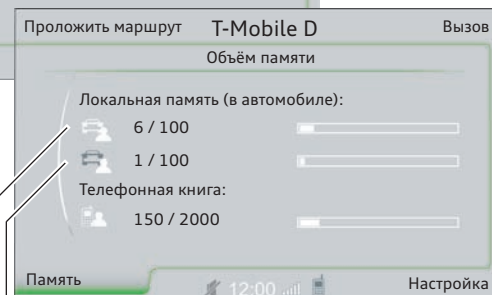 Проложить маршрут T-Mobile D Вызов
Объём памяти
Локальная память (в автомобиле):
6 / 100
1 / 100
Телефонная книга:
150 / 2000
Память 12:00 Настройка